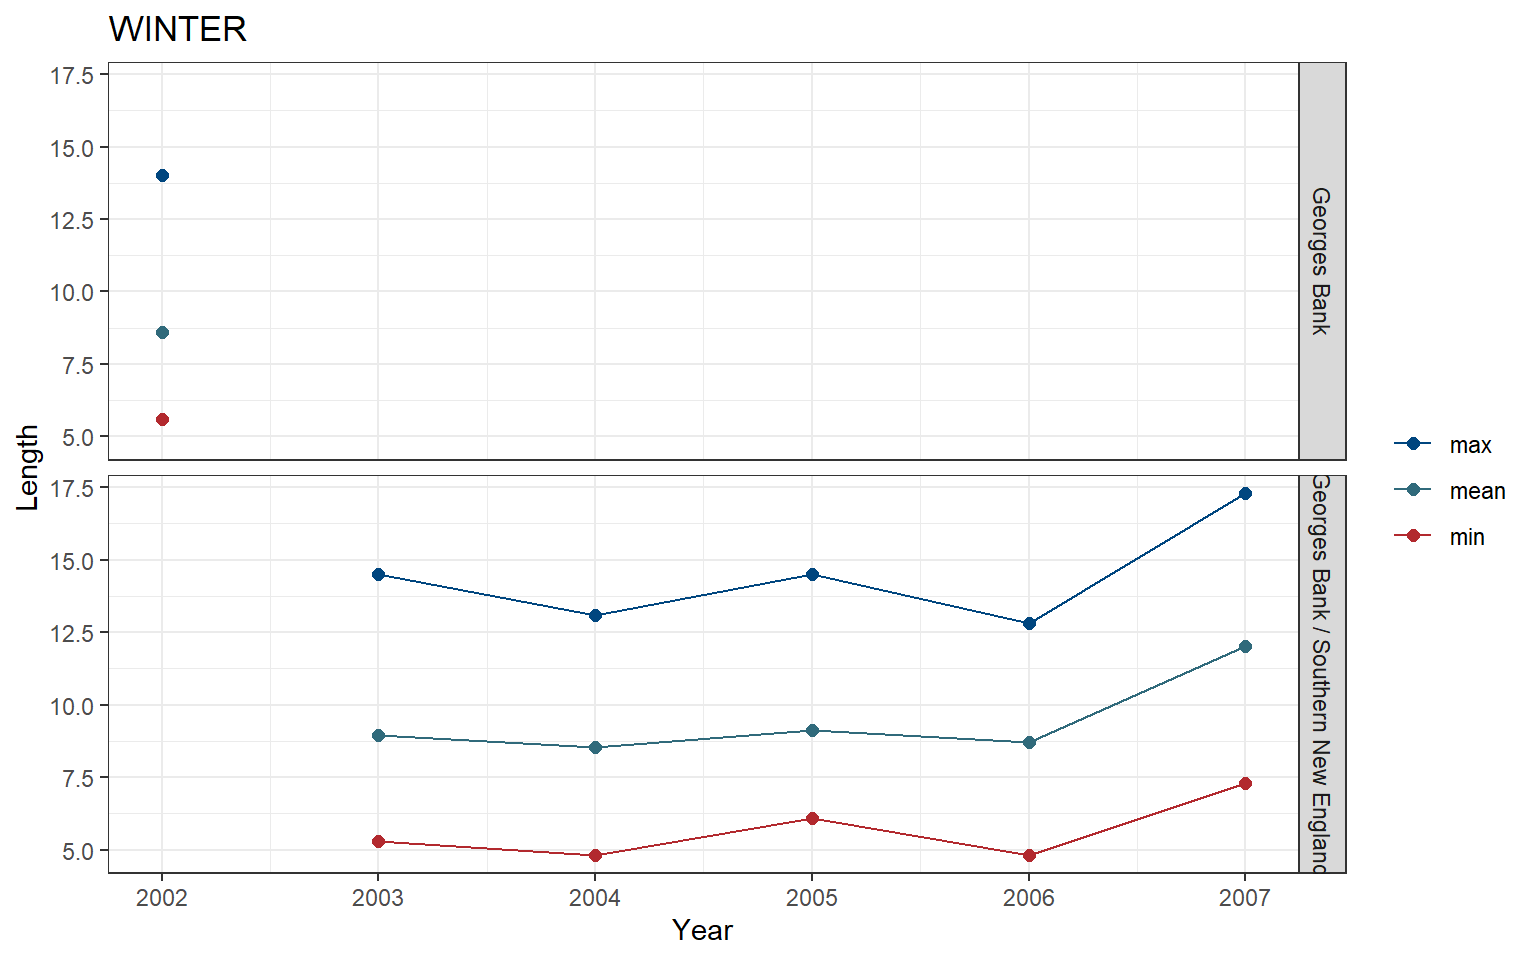 WINTER
17.5
15.0
12.5
10.0
7.5
5.0
Georges Bank
Length
17.5
15.0
12.5
10.0
7.5
5.0
Georges Bank / Southern New England
2002 2003 2004 2005 2006 2007
Year
max
mean
min